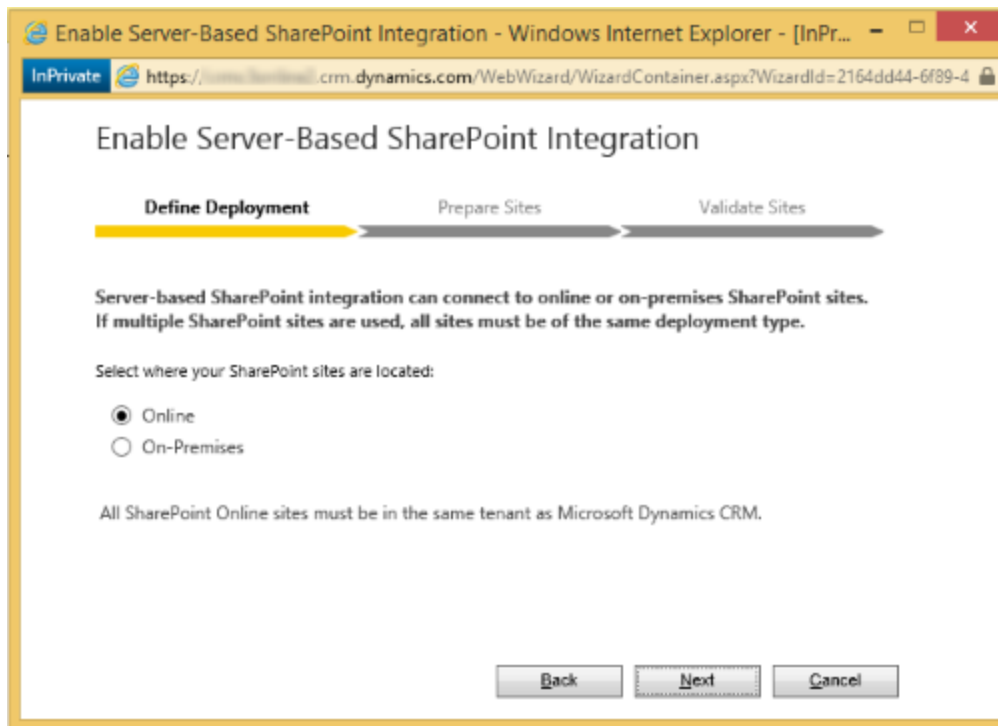 Enable Server-Based SharePoint Integration - Windows Internet Explorer - [InPr...
InPrivate https:/ .crm.dynamics.com/WebWizard/WizardContainer.aspx?WizardId=2164dd44-6f89-4
Enable Server-Based SharePoint Integration
Define Deployment Prepare Sites Validate Sites
Server-based SharePoint integration can connect to online or on-premises SharePoint sites.
If multiple SharePoint sites are used, all sites must be of the same deployment type.
Select where your SharePoint sites are located:
Online
On-Premises
All SharePoint Online sites must be in the same tenant as Microsoft Dynamics CRM.
Back Next Cancel